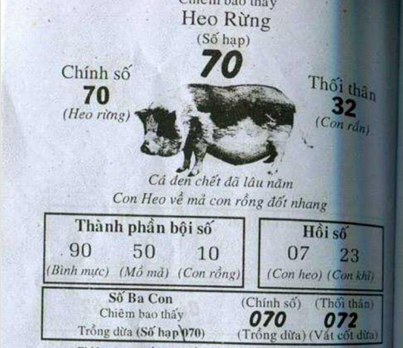 Chiêm bao thấy
Heo Rừng
(Số hạp)
70
Chính số
70
(Heo rừng)
Thối thân
32
(Con rắn)
Cá đen chết đã lâu năm
Con Heo về mả con rồng đốt nhang
Thành phần bội số
90 50 10
(Bình mực) (Mồ mả) (Con rồng)
Hồi số
07 23
(Con heo) (Con khỉ)
Số Ba Con
Chiêm bao thấy
Trồng dừa (Số hạp 070)
(Chính số) (Thối thân)
070 072
(Trồng dừa) (Vắt cốt dừa)